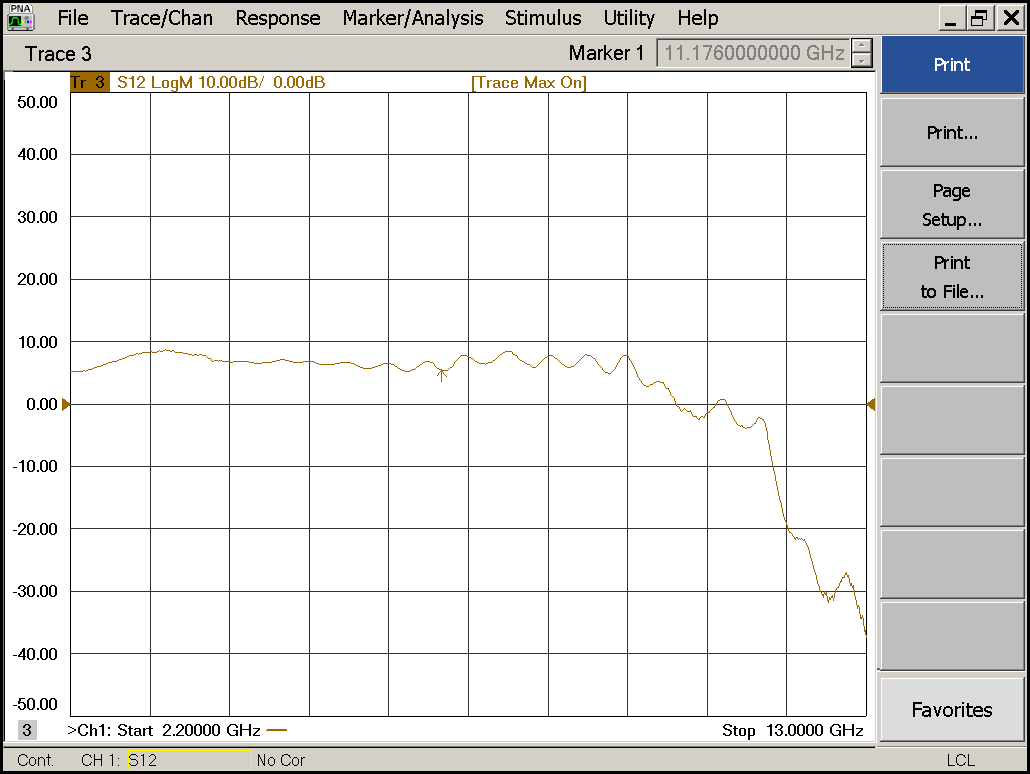 PNA
File Trace/Chan Response Marker/Analysis Stimulus Utility Help
Trace 3
Marker 1 11.1760000000 GHz
Print
Tr 3 S12 LogM 10.00dB/ 0.00dB [Trace Max On]
50.00
40.00
30.00
20.00
10.00
0.00
-10.00
-20.00
-30.00
-40.00
-50.00
Print...
Page
Setup...
Print
to File...
Favorites
3 >Ch1: Start 2.20000 GHz Stop 13.0000 GHz
Cont. CH 1: S12 No Cor LCL